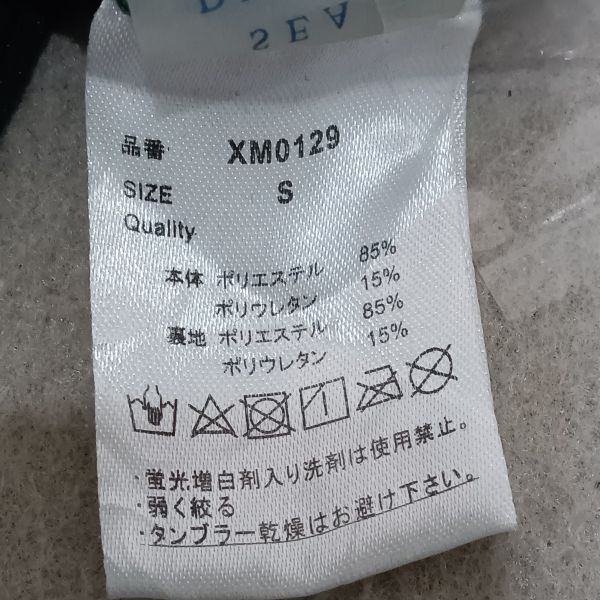 SEA
品番 XM0129
SIZE S
Quality
本体 ポリエステル 85%
ポリウレタン 15%
裏地 ポリエステル 85%
ポリウレタン 15%
・蛍光増白剤入り洗剤は使用禁止。
・弱く絞る
・タンブラー乾燥はお避け下さい。